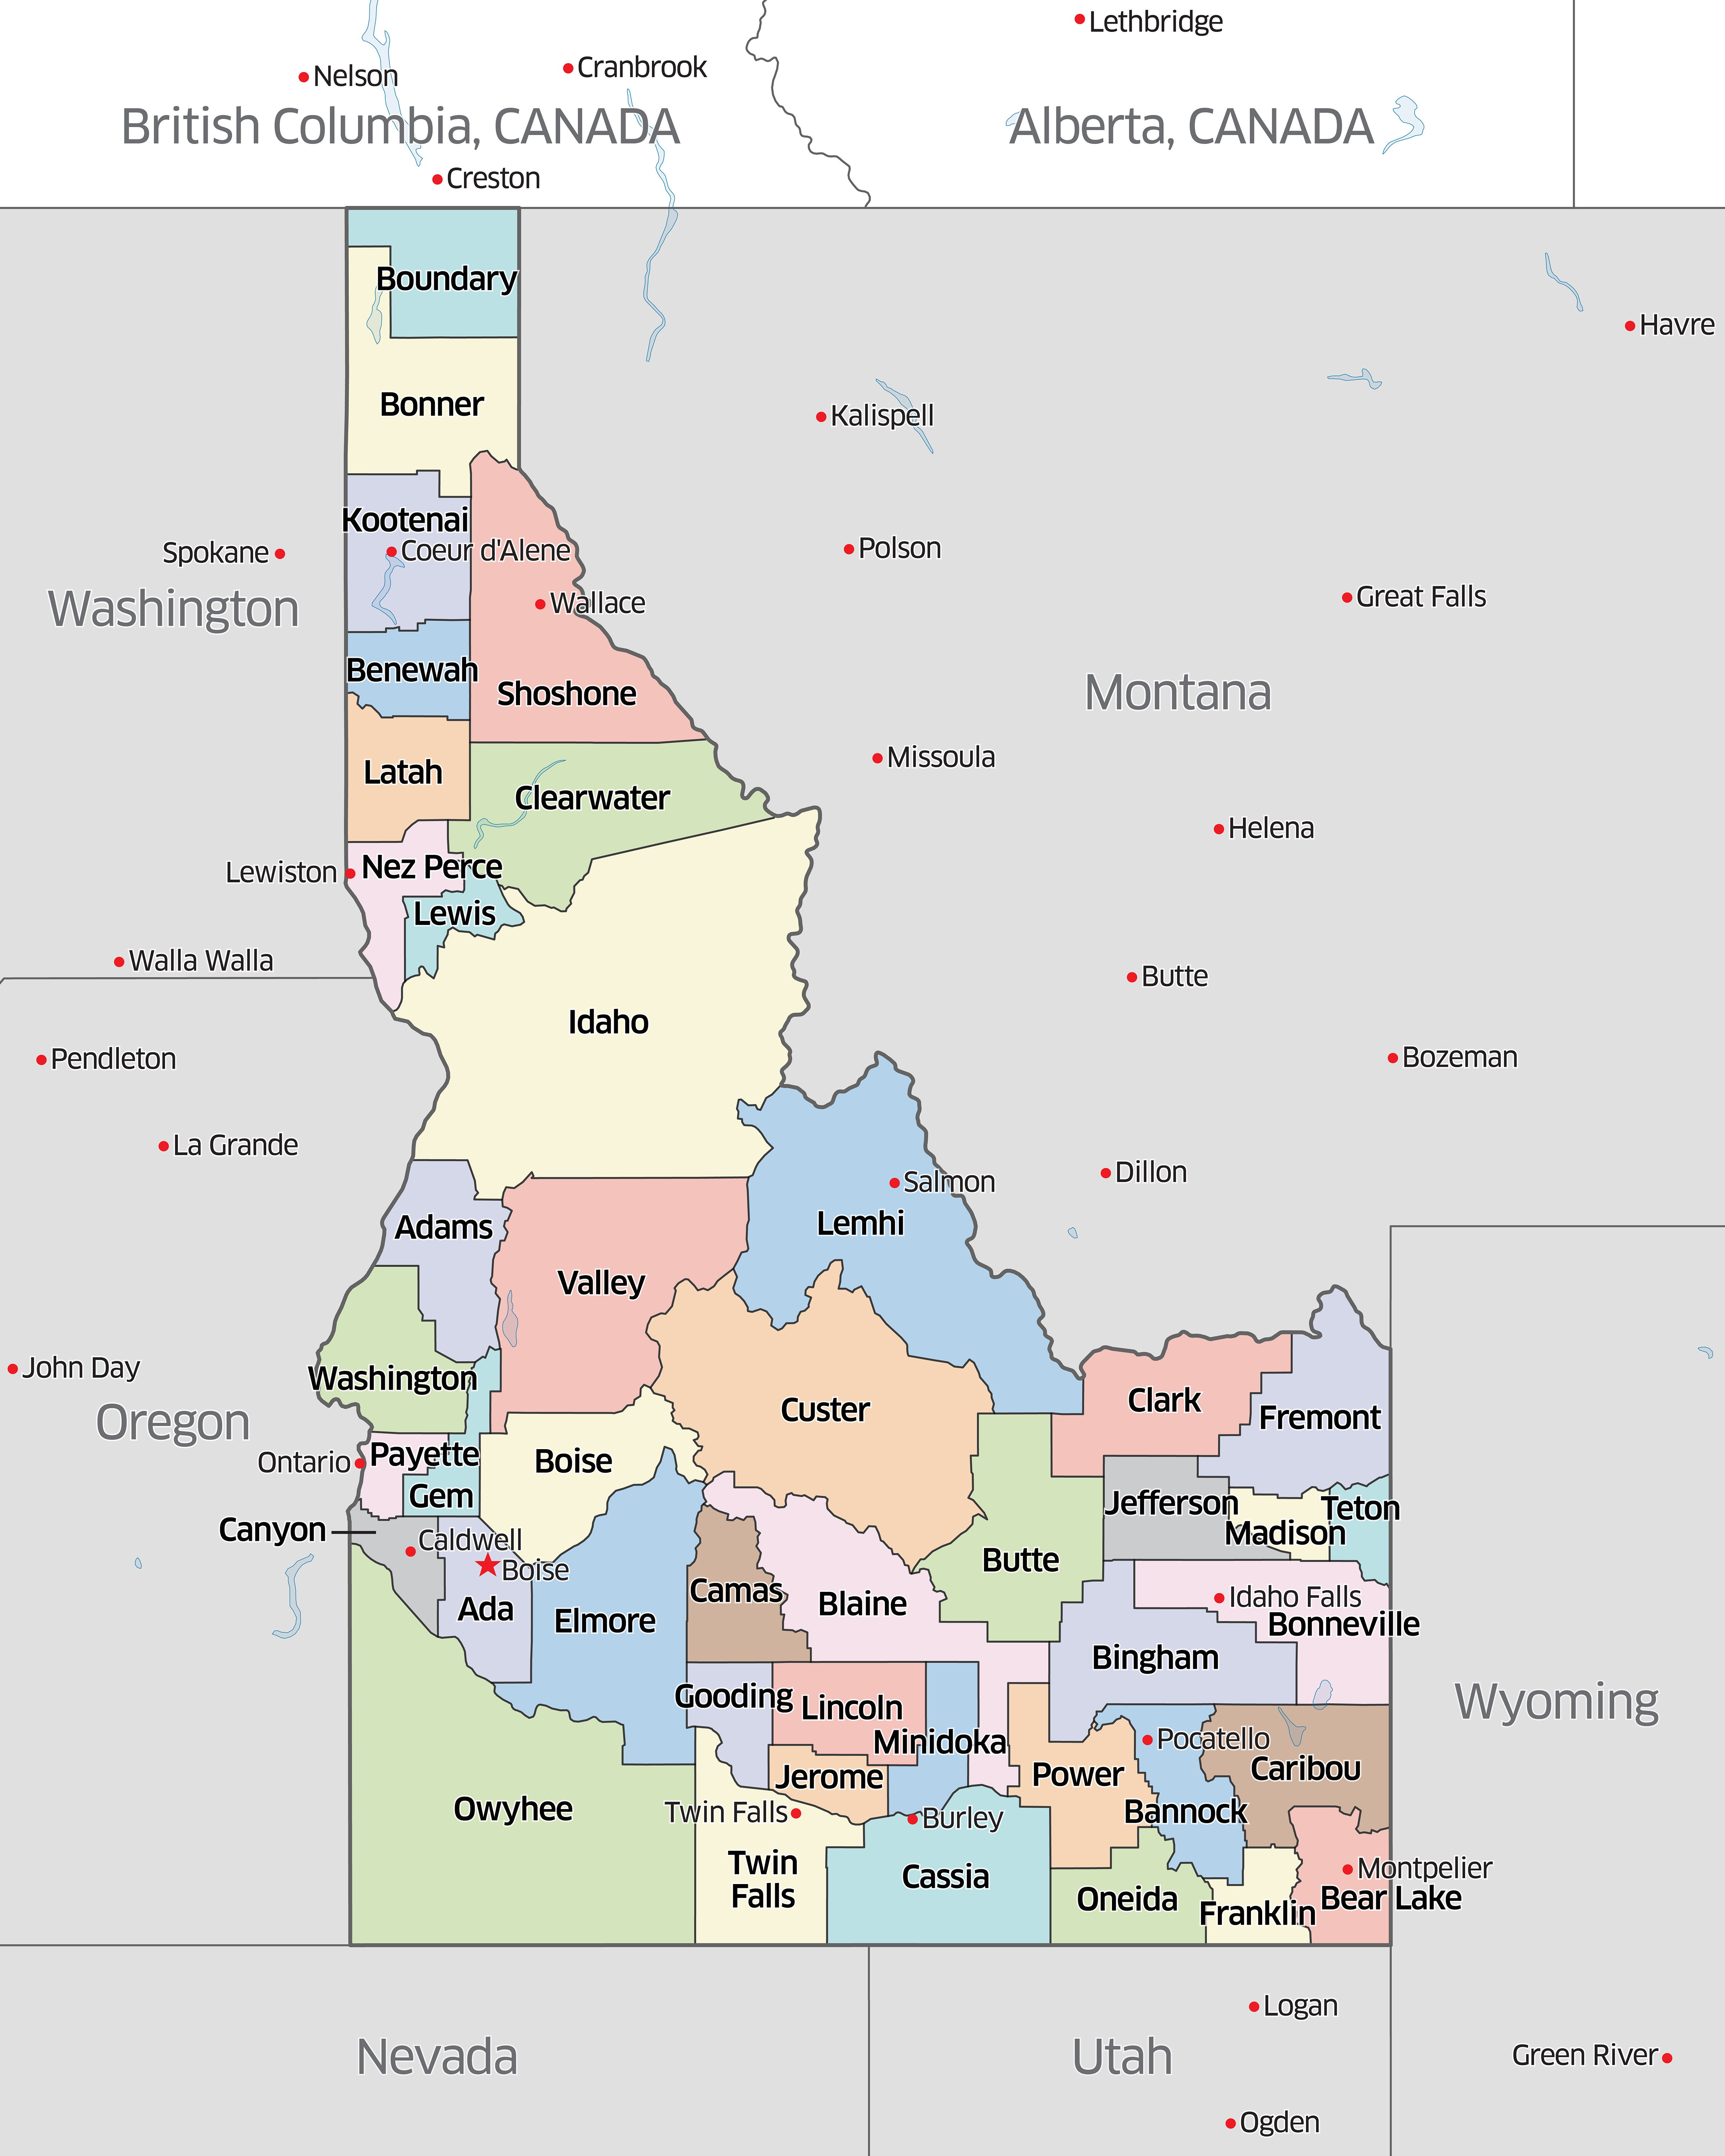 Lethbridge
Nelson
Cranbrook
British Columbia, CANADA
Alberta, CANADA
Creston
Boundary
Havre
Bonner
Kalispell
Kootenai
Spokane
Coeur d'Alene
Polson
Washington
Wallace
Great Falls
Benewah
Shoshone
Montana
Latah
Missoula
Clearwater
Helena
Lewiston
Nez Perce
Lewis
Walla Walla
Butte
Idaho
Pendleton
Bozeman
La Grande
Salmon
Dillon
Adams
Lemhi
Valley
John Day
Washington
Custer
Clark
Fremont
Oregon
Ontario
Payette
Boise
Gem
Jefferson
Teton
Canyon
Madison
Caldwell
Boise
Butte
Camas
Idaho Falls
Ada
Elmore
Blaine
Bonneville
Bingham
Gooding
Lincoln
Wyoming
Minidoka
Pocatello
Jerome
Power
Caribou
Owyhee
Twin Falls
Burley
Bannock
Twin
Falls
Cassia
Montpelier
Oneida
Bear Lake
Franklin
Logan
Nevada
Utah
Green River
Ogden